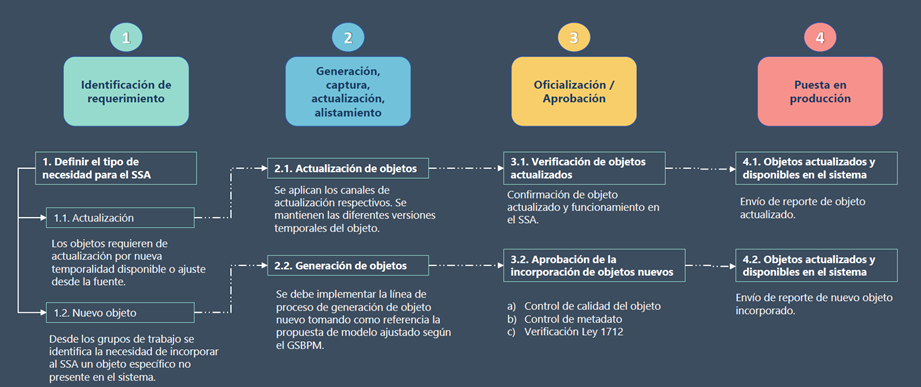 1
Identificación de
requerimiento
2
Generación,
captura,
actualización,
alistamiento
3
Oficialización /
Aprobación
4
Puesta en
producción
1. Definir el tipo de
necesidad para el SSA
1.1. Actualización
Los objetos requieren de
actualización por nueva
temporalidad disponible o ajuste
desde la fuente.
1.2. Nuevo objeto
Desde los grupos de trabajo se
identifica la necesidad de incorporar
al SSA un objeto específico no
presente en el sistema.
2.1. Actualización de objetos
Se aplican los canales de
actualización respectivos. Se
mantienen las diferentes versiones
temporales del objeto.
2.2. Generación de objetos
Se debe implementar la línea de
proceso de generación de objeto
nuevo tomando como referencia la
propuesta de modelo ajustado según
el GSBPM.
3.1. Verificación de objetos
actualizados
Confirmación de objeto
actualizado y funcionamiento en
el SSA.
3.2. Aprobación de la
incorporación de objetos nuevos
a) Control de calidad del objeto
b) Control de metadato
c) Verificación Ley 1712
4.1. Objetos actualizados y
disponibles en el sistema
Envío de reporte de objeto
actualizado.
4.2. Objetos actualizados y
disponibles en el sistema
Envío de reporte de nuevo objeto
incorporado.